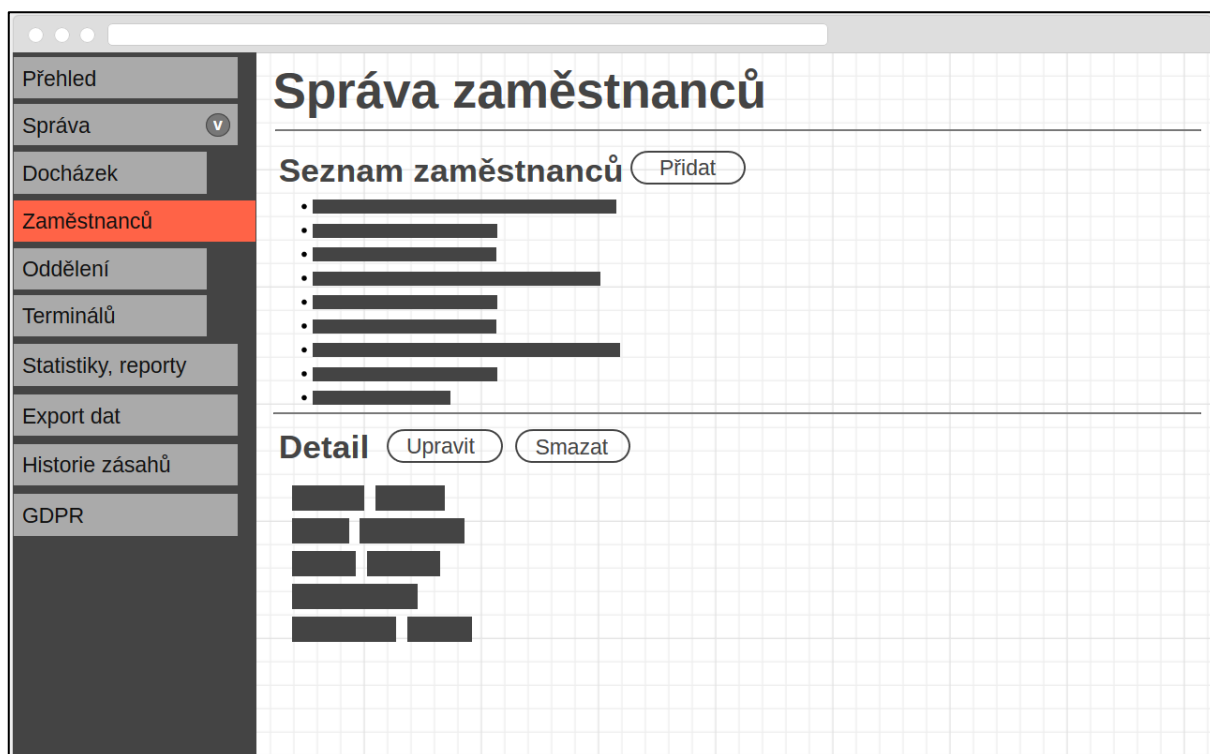 Přehled
Správa v
Docházek
Zaměstnanců
Oddělení
Terminálů
Statistiky, reporty
Export dat
Historie zásahů
GDPR
Správa zaměstnanců
Seznam zaměstnanců Přidat
Detail Upravit Smazat